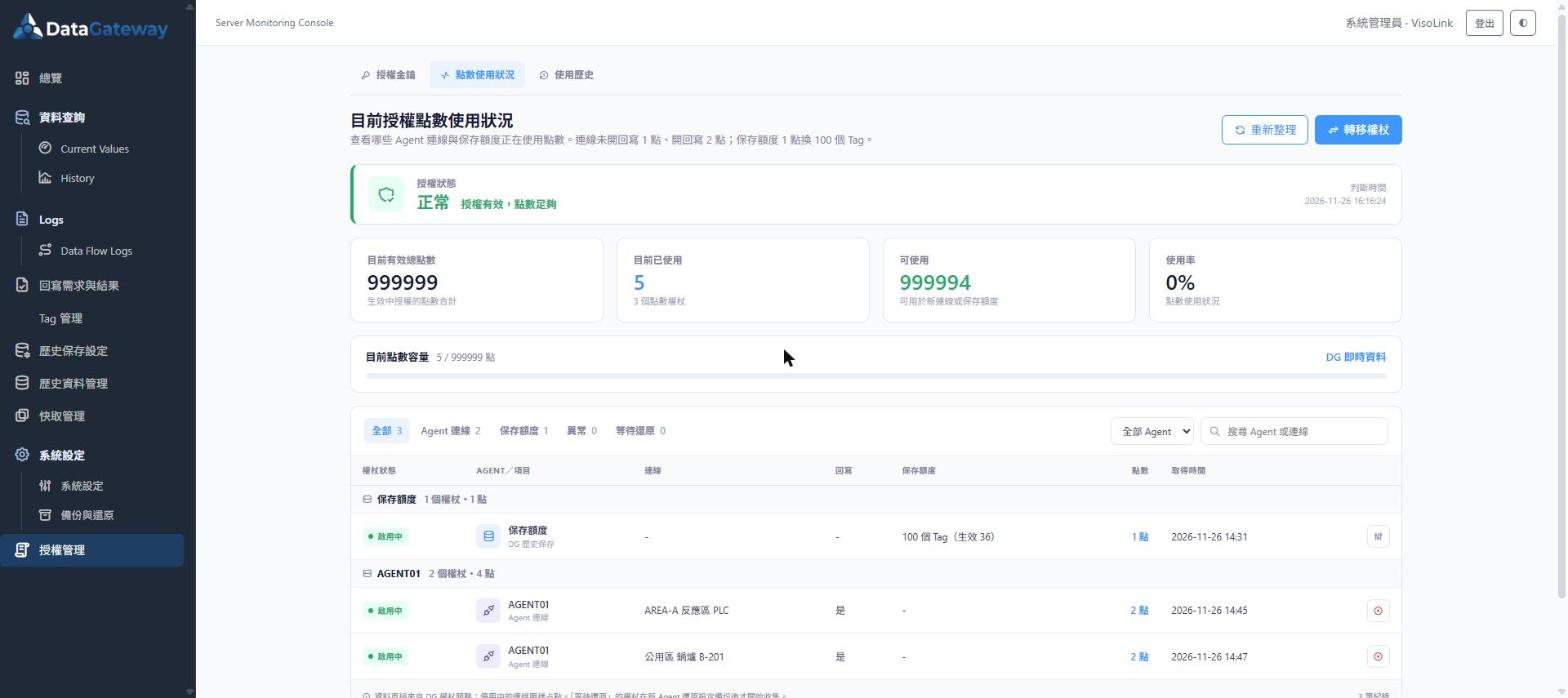 DataGateway
Server Monitoring Console
系統管理員 · VisoLink
登出
總覽
資料查詢
Current Values
History
Logs
Data Flow Logs
回寫需求與結果
Tag 管理
歷史保存設定
歷史資料管理
快取管理
系統設定
系統設定
備份與還原
授權管理
授權金鑰
點數使用狀況
使用歷史
目前授權點數使用狀況
查看哪些 Agent 連線與保存額度正在使用點數。連線未開回寫 1 點、開回寫 2 點；保存額度 1 點換 100 個 Tag。
重新整理
轉移權杖
授權狀態
正常 授權有效，點數足夠
判斷時間
2026-11-26 16:16:24
目前有效總點數
999999
生效中授權的點數合計
目前已使用
5
3 個點數權杖
可使用
999994
可用於新連線或保存額度
使用率
0%
點數使用狀況
目前點數容量 5 / 999999 點
DG 即時資料
全部 3 Agent 連線 2 保存額度 1 異常 0 等待還原 0
全部 Agent
搜尋 Agent 或連線
權杖狀態 AGENT／項目 連線 回寫 保存額度 點數 取得時間
保存額度 1 個權杖・1 點
啟用中 保存額度 - - 100 個 Tag（生效 36） 1 點 2026-11-26 14:31
DG 歷史保存
AGENT01 2 個權杖・4 點
啟用中 AGENT01 AREA-A 反應區 PLC 是 - 2 點 2026-11-26 14:45
Agent 連線
啟用中 AGENT01 公用區 鍋爐 B-201 是 - 2 點 2026-11-26 14:47
Agent 連線